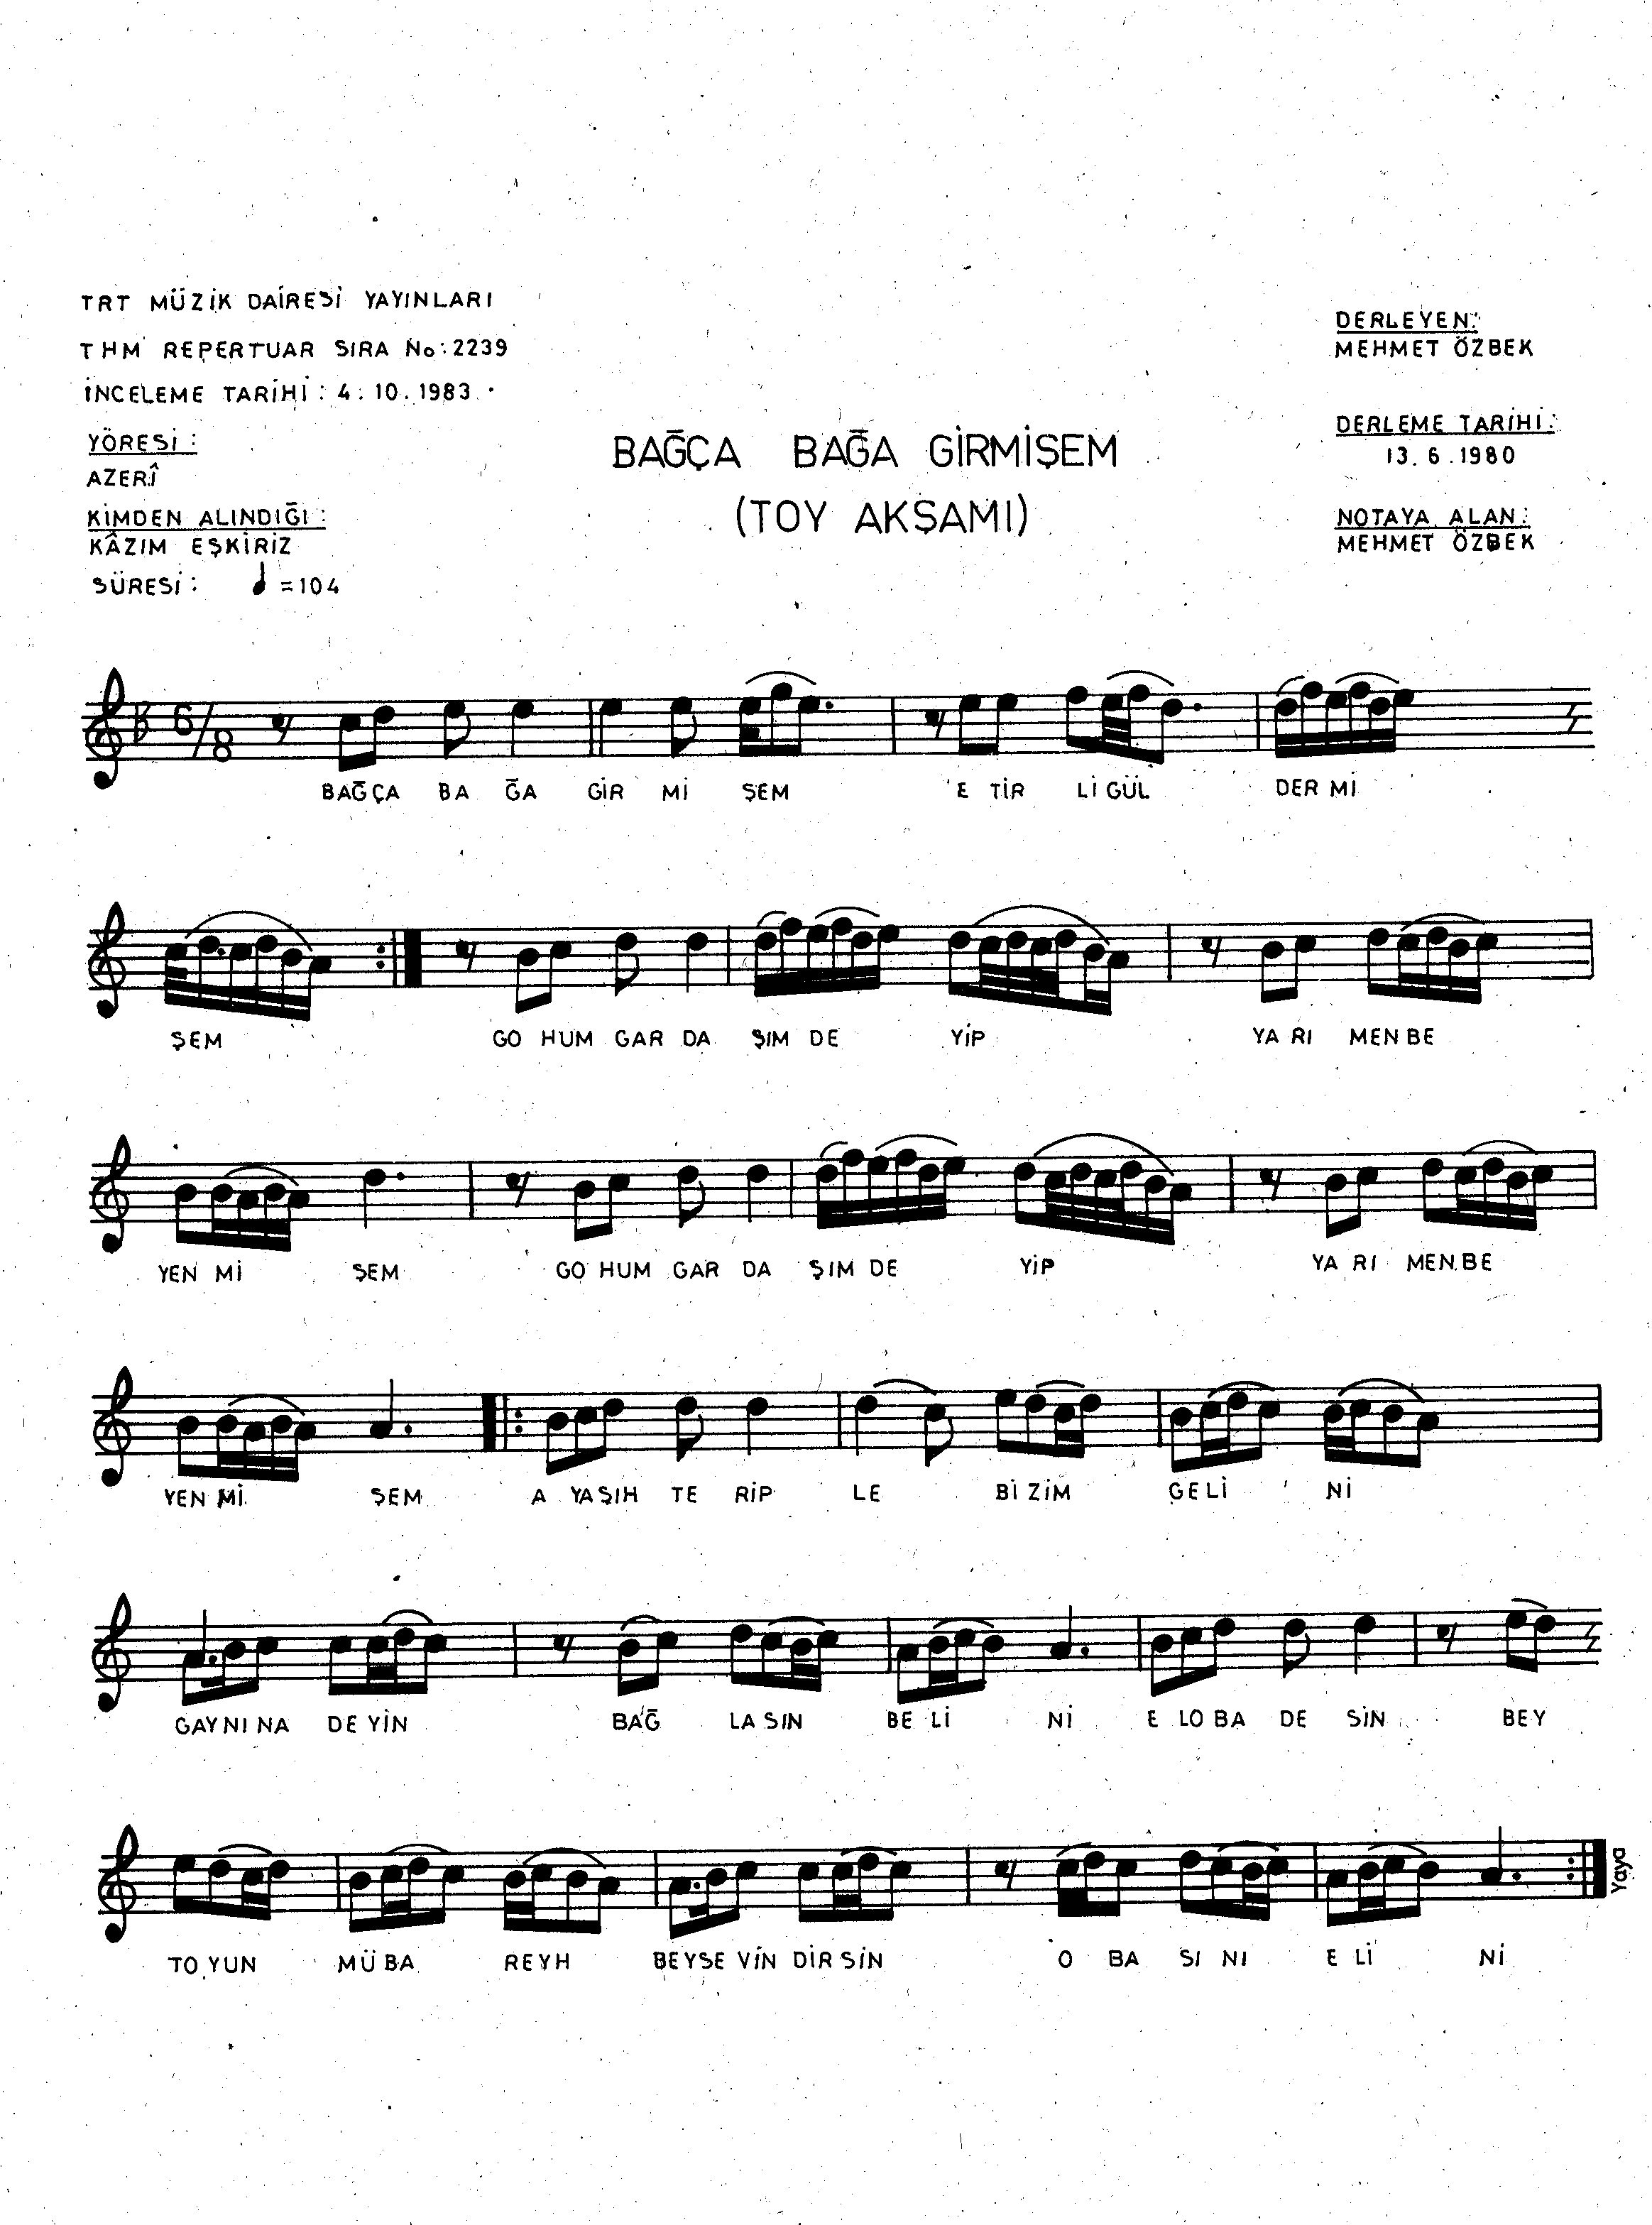 TRT MÜZİK DAİRESİ YAYINLARI
THM REPERTUAR SIRA No: 2239
İNCELEME TARİHİ : 4. 10. 1983
YÖRESİ :
AZERÎ
KİMDEN ALINDIĞI :
KÂZIM EŞKİRİZ
SÜRESİ : ♩ =104
BAĞÇA BAĞA GİRMİŞEM
(TOY AKŞAMI)
DERLEYEN:
MEHMET ÖZBEK
DERLEME TARİHİ:
13. 6. 1980
NOTAYA ALAN:
MEHMET ÖZBEK
6/8
BAĞÇA BA ĞA GİR Mİ ŞEM E TİR Lİ GÜL DER Mİ
ŞEM GO HUM GAR DA ŞIM DE YİP YA RI MEN BE
YEN Mİ ŞEM GO HUM GAR DA ŞIM DE YİP YA RI MEN BE
YEN Mİ ŞEM A YA ŞIH TE RİP LE Bİ ZİM GE Lİ Nİ
GAY NI NA DE YİN BAĞ LA SIN BE Lİ Nİ E LO BA DE SİN BEY
TO YUN MÜ BA REYH BEY SE VİN DİR SİN O BA SI NI E Lİ Nİ
Yaya